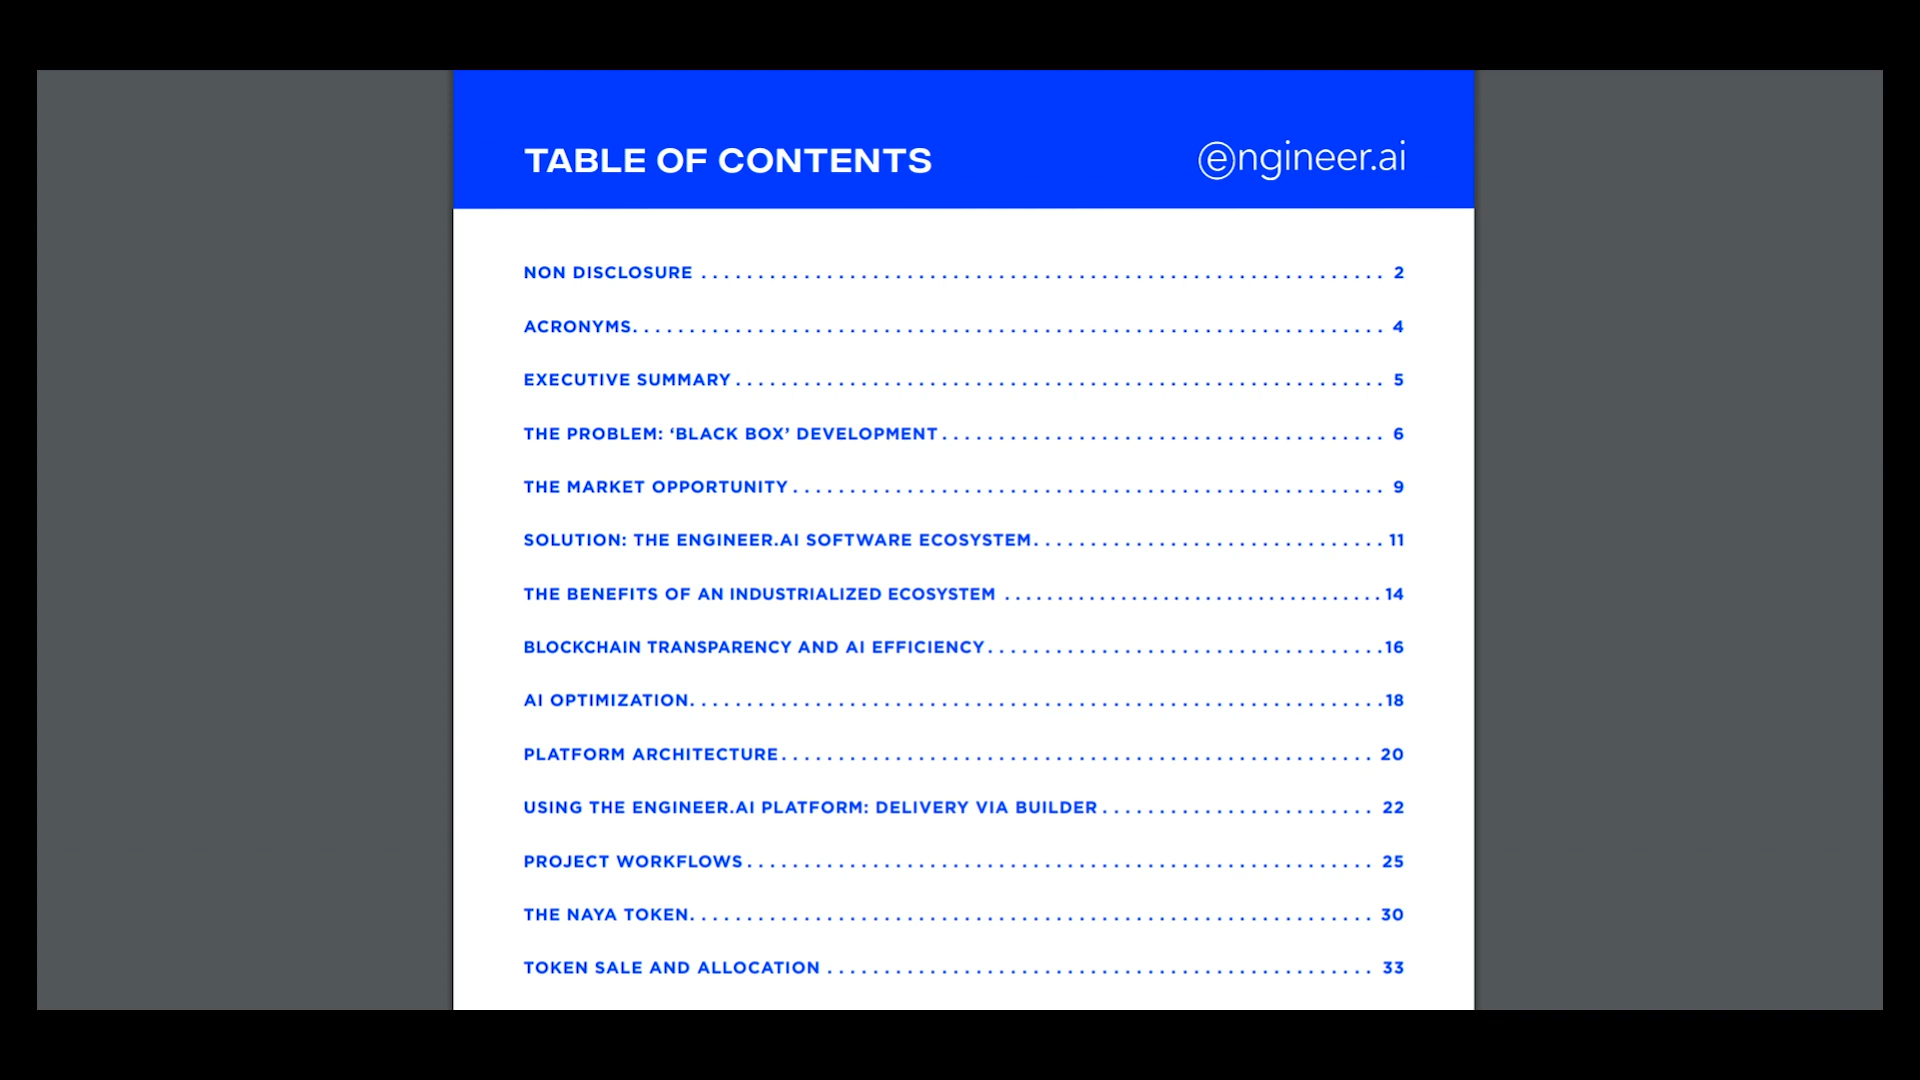 TABLE OF CONTENTS
engineer.ai
NON DISCLOSURE . . . . . . . . . . . . . . . . . . . . . . . . . . . . . . . . . . . . . . . . . . . . . . . . . . . . . . . . . . . . 2
ACRONYMS. . . . . . . . . . . . . . . . . . . . . . . . . . . . . . . . . . . . . . . . . . . . . . . . . . . . . . . . . . . . . . . . . . 4
EXECUTIVE SUMMARY . . . . . . . . . . . . . . . . . . . . . . . . . . . . . . . . . . . . . . . . . . . . . . . . . . . . . . . . . 5
THE PROBLEM: ‘BLACK BOX’ DEVELOPMENT . . . . . . . . . . . . . . . . . . . . . . . . . . . . . . . . . . . . . . . 6
THE MARKET OPPORTUNITY . . . . . . . . . . . . . . . . . . . . . . . . . . . . . . . . . . . . . . . . . . . . . . . . . . . . 9
SOLUTION: THE ENGINEER.AI SOFTWARE ECOSYSTEM. . . . . . . . . . . . . . . . . . . . . . . . . . . . . . . 11
THE BENEFITS OF AN INDUSTRIALIZED ECOSYSTEM . . . . . . . . . . . . . . . . . . . . . . . . . . . . . . . . . 14
BLOCKCHAIN TRANSPARENCY AND AI EFFICIENCY . . . . . . . . . . . . . . . . . . . . . . . . . . . . . . . . . . . 16
AI OPTIMIZATION. . . . . . . . . . . . . . . . . . . . . . . . . . . . . . . . . . . . . . . . . . . . . . . . . . . . . . . . . . . . . 18
PLATFORM ARCHITECTURE . . . . . . . . . . . . . . . . . . . . . . . . . . . . . . . . . . . . . . . . . . . . . . . . . . . . 20
USING THE ENGINEER.AI PLATFORM: DELIVERY VIA BUILDER . . . . . . . . . . . . . . . . . . . . . . . . 22
PROJECT WORKFLOWS . . . . . . . . . . . . . . . . . . . . . . . . . . . . . . . . . . . . . . . . . . . . . . . . . . . . . . . 25
THE NAYA TOKEN. . . . . . . . . . . . . . . . . . . . . . . . . . . . . . . . . . . . . . . . . . . . . . . . . . . . . . . . . . . . 30
TOKEN SALE AND ALLOCATION . . . . . . . . . . . . . . . . . . . . . . . . . . . . . . . . . . . . . . . . . . . . . . . . 33